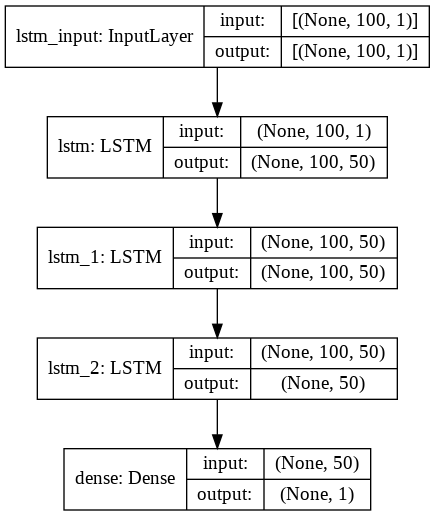 lstm_input: InputLayer
input: [(None, 100, 1)]
output: [(None, 100, 1)]
lstm: LSTM
input: (None, 100, 1)
output: (None, 100, 50)
lstm_1: LSTM
input: (None, 100, 50)
output: (None, 100, 50)
lstm_2: LSTM
input: (None, 100, 50)
output: (None, 50)
dense: Dense
input: (None, 50)
output: (None, 1)